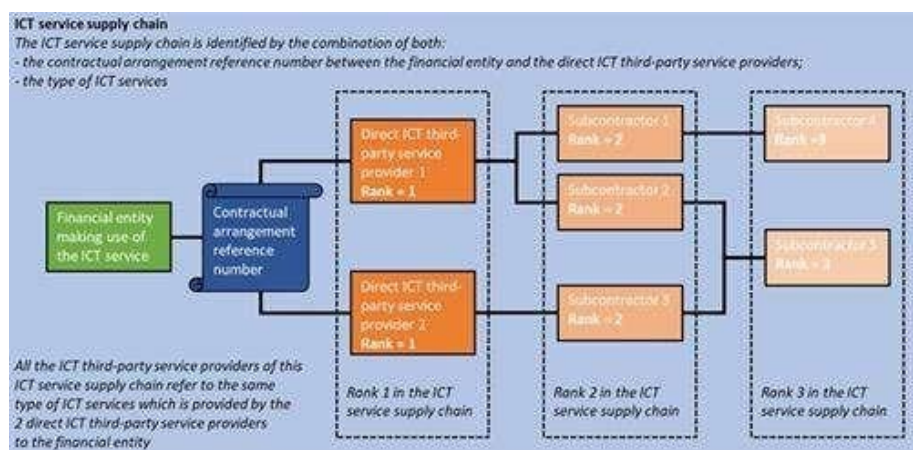 ICT service supply chain
The ICT service supply chain is identified by the combination of both:
- the contractual arrangement reference number between the financial entity and the direct ICT third-party service providers;
- the type of ICT services
Financial entity
making use of
the ICT service
Contractual
arrangement
reference
number
Direct ICT third-
party service
provider 1
Rank = 1
Direct ICT third-
party service
provider 2
Rank = 1
Subcontractor 1
Rank = 2
Subcontractor 2
Rank = 2
Subcontractor 3
Rank = 2
Subcontractor 4
Rank =3
Subcontractor 5
Rank = 3
All the ICT third-party service providers of this
ICT service supply chain refer to the same
type of ICT services which is provided by the
2 direct ICT third-party service providers
to the financial entity
Rank 1 in the ICT
service supply chain
Rank 2 in the ICT
service supply chain
Rank 3 in the ICT
service supply chain